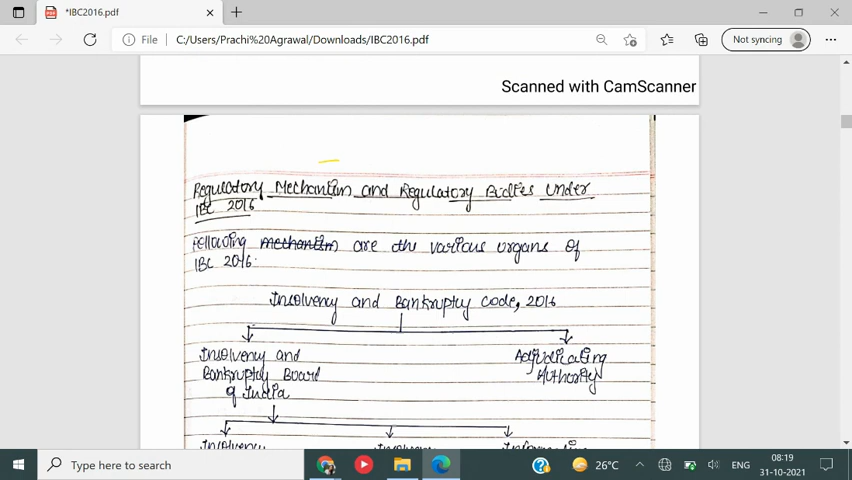 *IBC2016.pdf
File C:/Users/Prachi%20Agrawal/Downloads/IBC2016.pdf Not syncing
Scanned with CamScanner
Regulatory Mechanism and Regulatory Bodies under
IBC 2016
Following mechanism are the various organs of
IBC 2016.
Insolvency and Bankruptcy Code, 2016
Insolvency and
Bankruptcy Board
of India
Adjudicating
Authority
Insolvency
Type here to search
26°C
ENG
08:19
31-10-2021